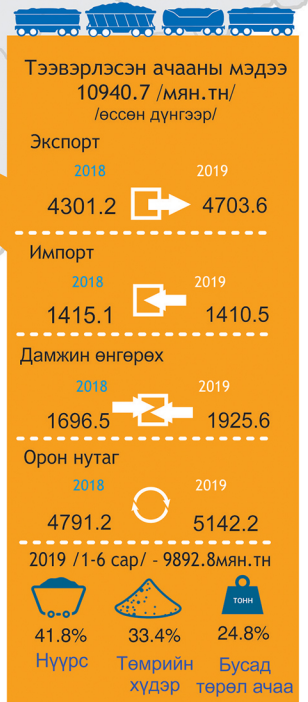 Тээвэрлэсэн ачааны мэдээ
10940.7 /мян.тн/
/өссөн дүнгээр/
Экспорт
2018 2019
4301.2 4703.6
Импорт
2018 2019
1415.1 1410.5
Дамжин өнгөрөх
2018 2019
1696.5 1925.6
Орон нутаг
2018 2019
4791.2 5142.2
2019 /1-6 сар/ - 9892.8мян.тн
тонн
41.8% 33.4% 24.8%
Нүүрс Төмрийн Бусад
хүдэр төрөл ачаа